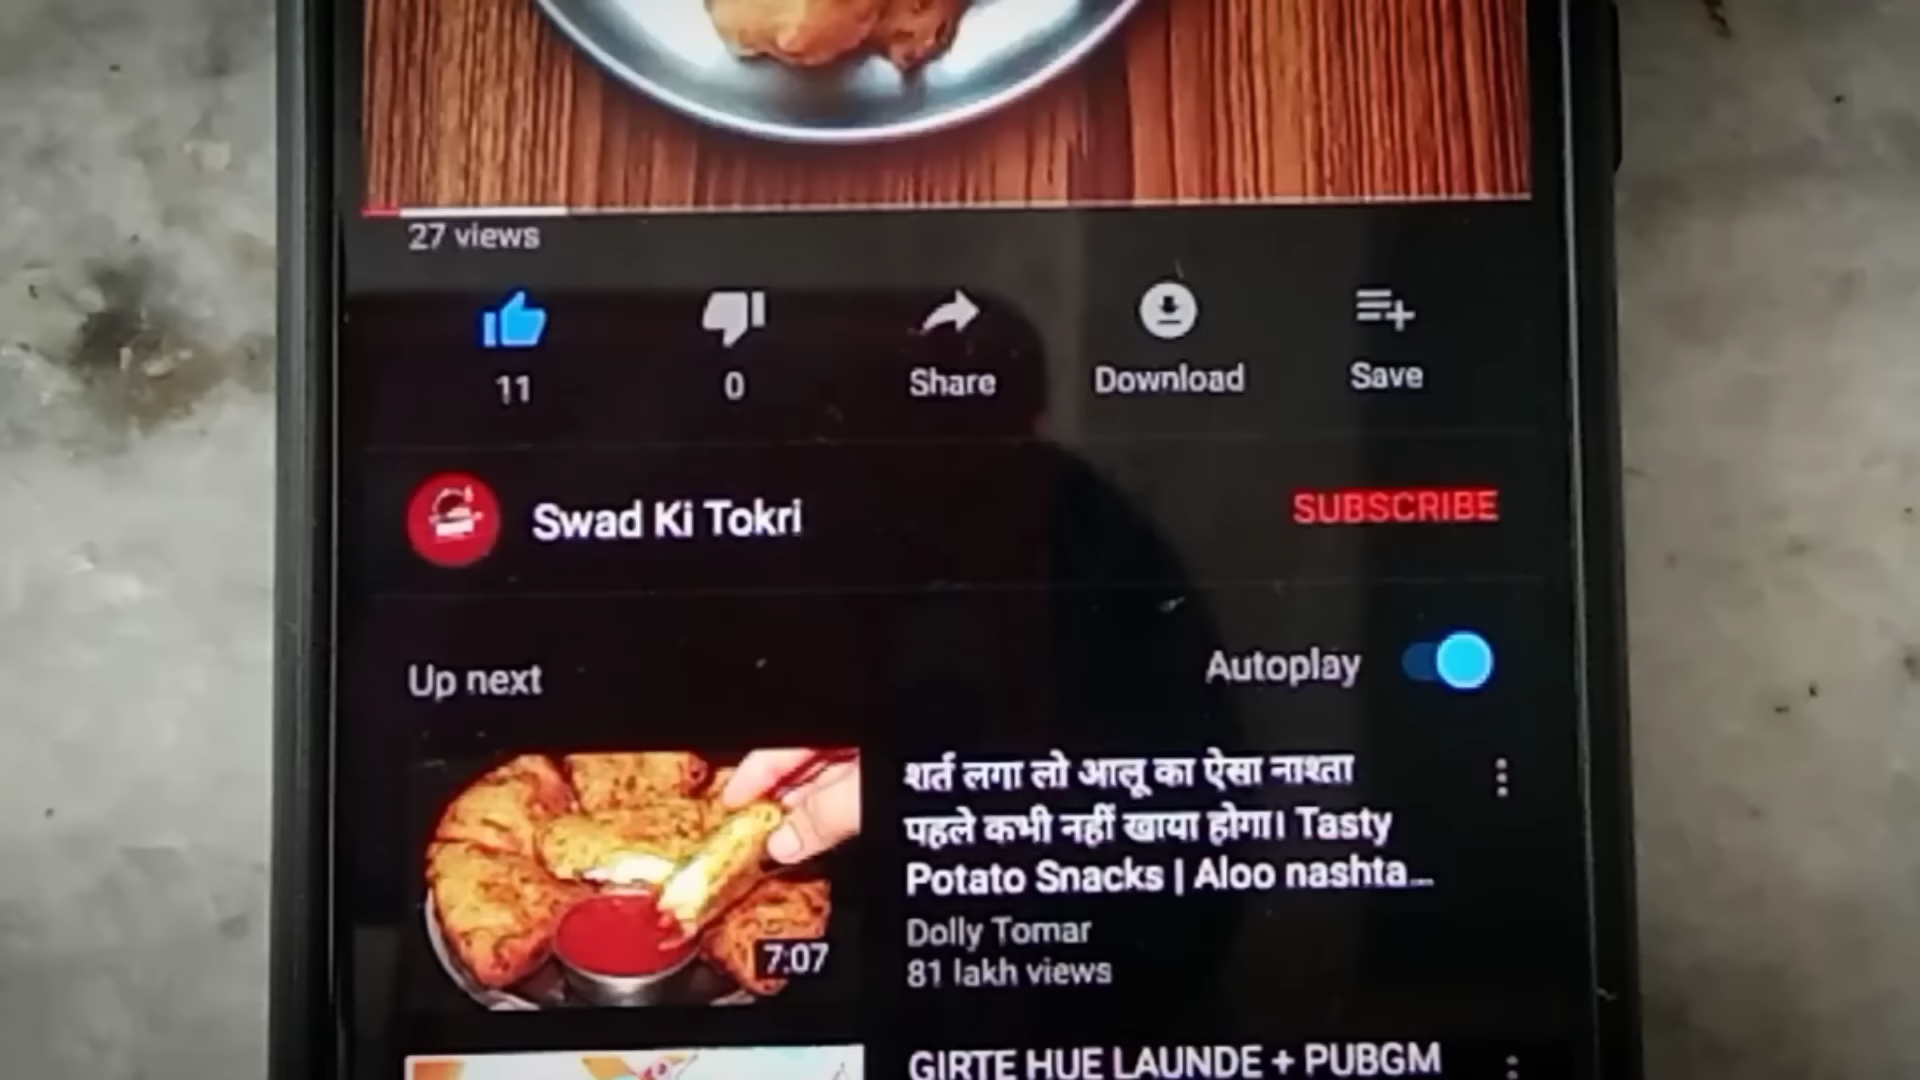 27 views
11
0
Share
Download
Save
Swad Ki Tokri
SUBSCRIBE
Up next
Autoplay
शर्त लगा लो आलू का ऐसा नाश्ता
पहले कभी नहीं खाया होगा। Tasty
Potato Snacks | Aloo nashta...
Dolly Tomar
81 lakh views
7:07
GIRTE HUE LAUNDE + PUBGM